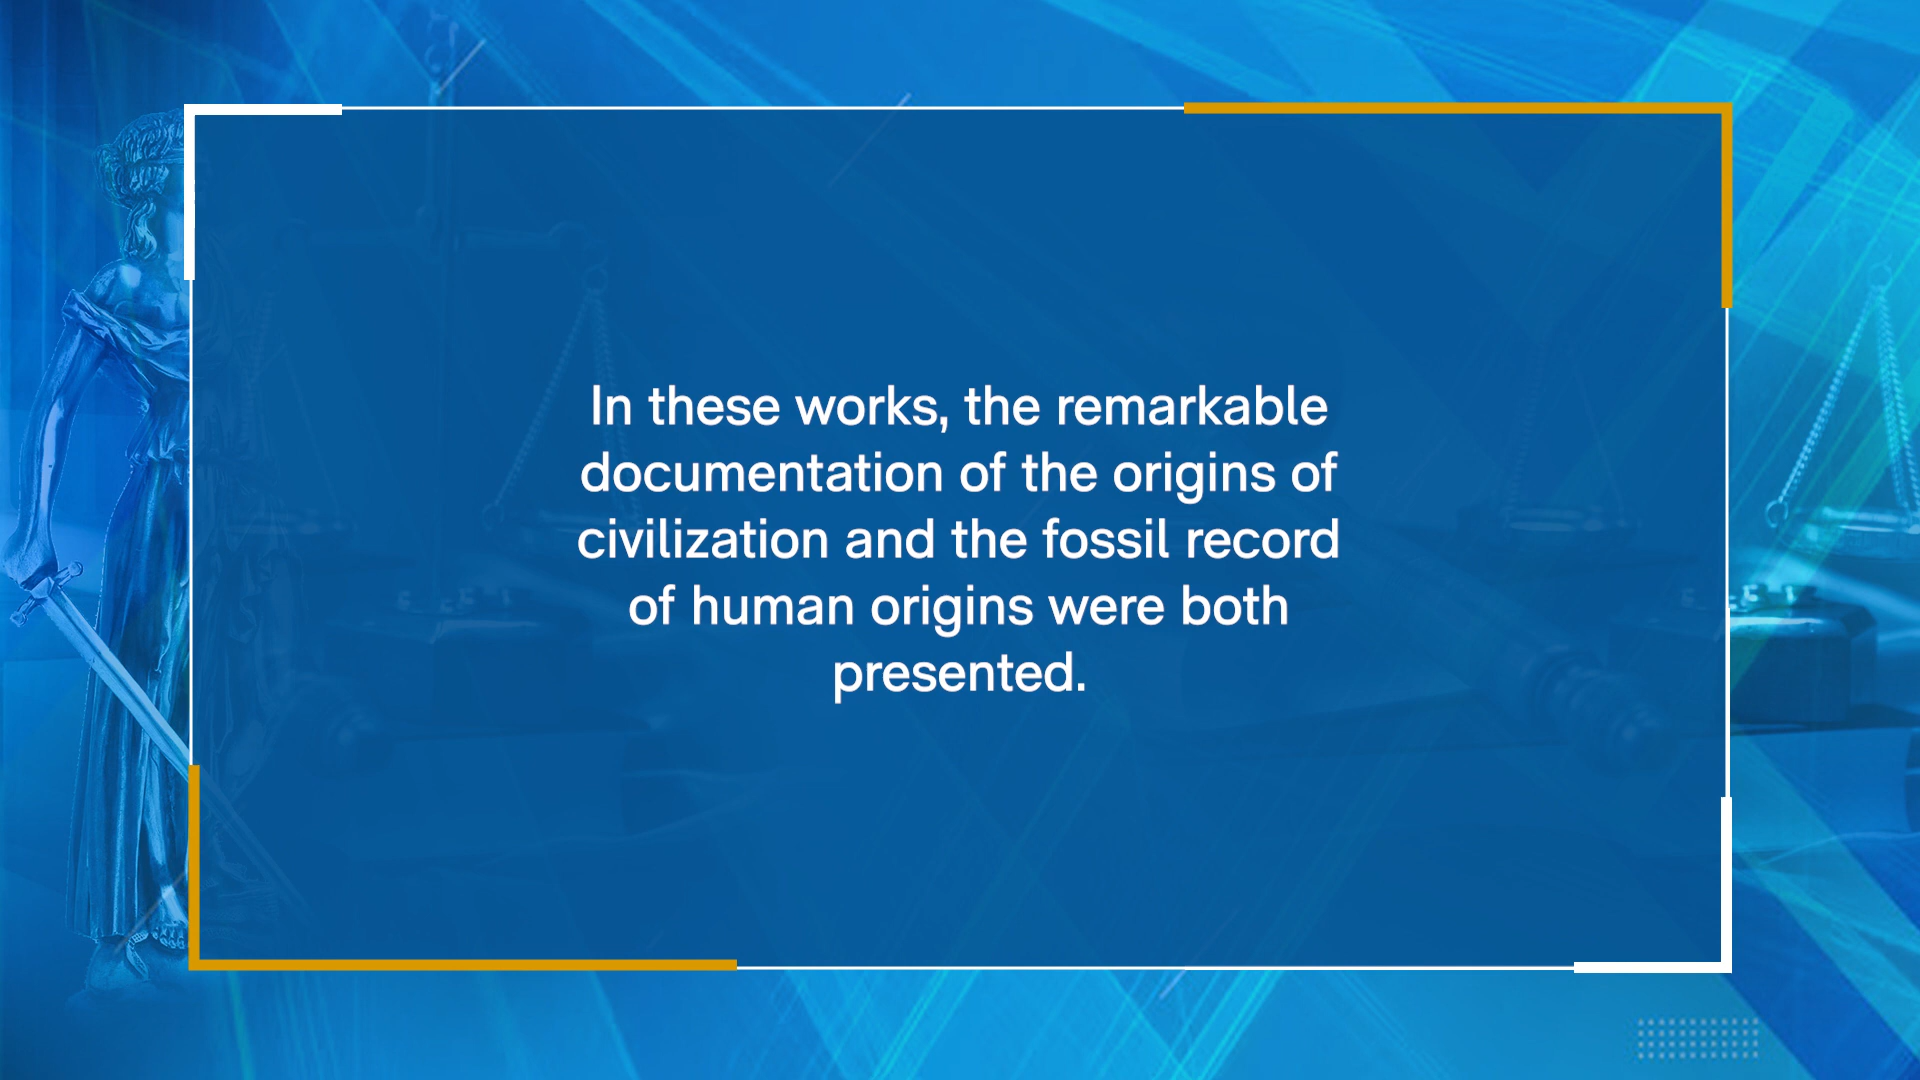 In these works, the remarkable
documentation of the origins of
civilization and the fossil record
of human origins were both
presented.